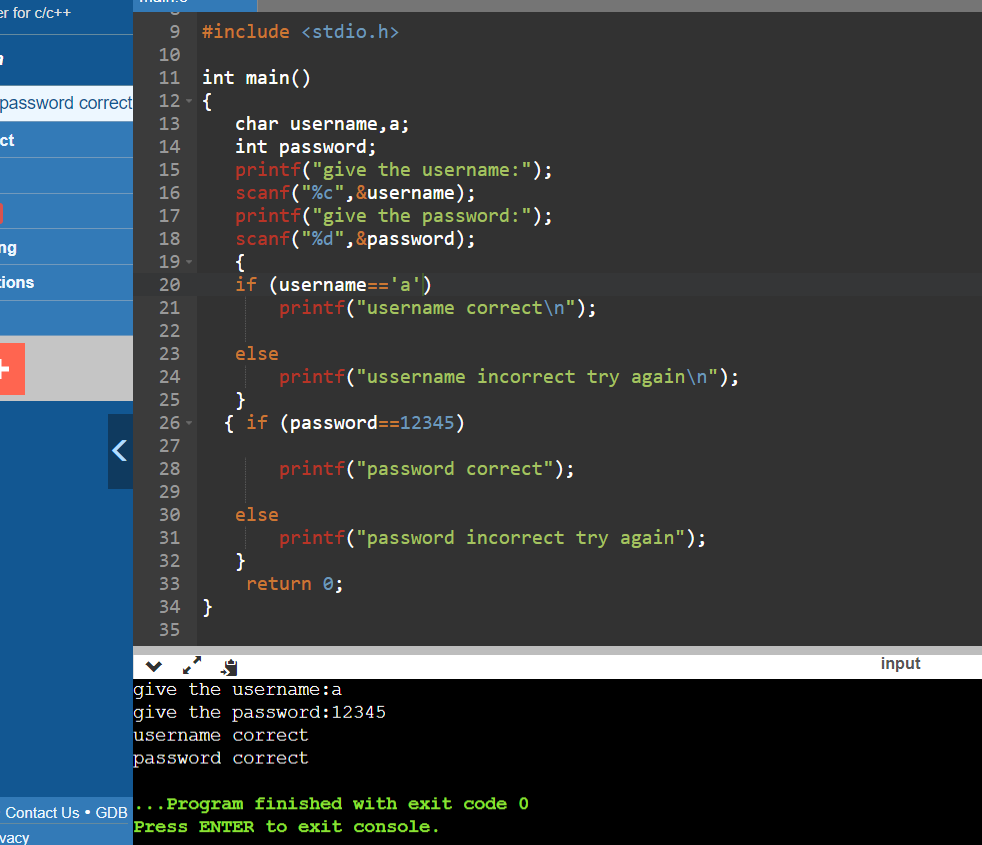 er for c/c++
password correct
ct
ng
ions
Contact Us • GDB
vacy
9 #include <stdio.h>
10
11 int main()
12 {
13 char username,a;
14 int password;
15 printf("give the username:");
16 scanf("%c",&username);
17 printf("give the password:");
18 scanf("%d",&password);
19 {
20 if (username=='a')
21 printf("username correct\n");
22
23 else
24 printf("ussername incorrect try again\n");
25 }
26 { if (password==12345)
27
28 printf("password correct");
29
30 else
31 printf("password incorrect try again");
32 }
33 return 0;
34 }
35
input
give the username:a
give the password:12345
username correct
password correct
...Program finished with exit code 0
Press ENTER to exit console.